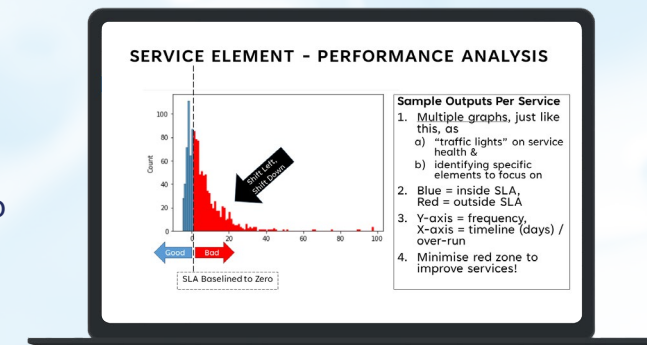 SERVICE ELEMENT - PERFORMANCE ANALYSIS
Count
100
80
60
40
20
0
0
20
40
60
80
100
Shift Left,
Shift Down
Good
Bad
SLA Baselined to Zero
Sample Outputs Per Service
1. Multiple graphs, just like
this, as
a) "traffic lights" on service
health &
b) identifying specific
elements to focus on
2. Blue = inside SLA,
Red = outside SLA
3. Y-axis = frequency,
X-axis = timeline (days) /
over-run
4. Minimise red zone to
improve services!